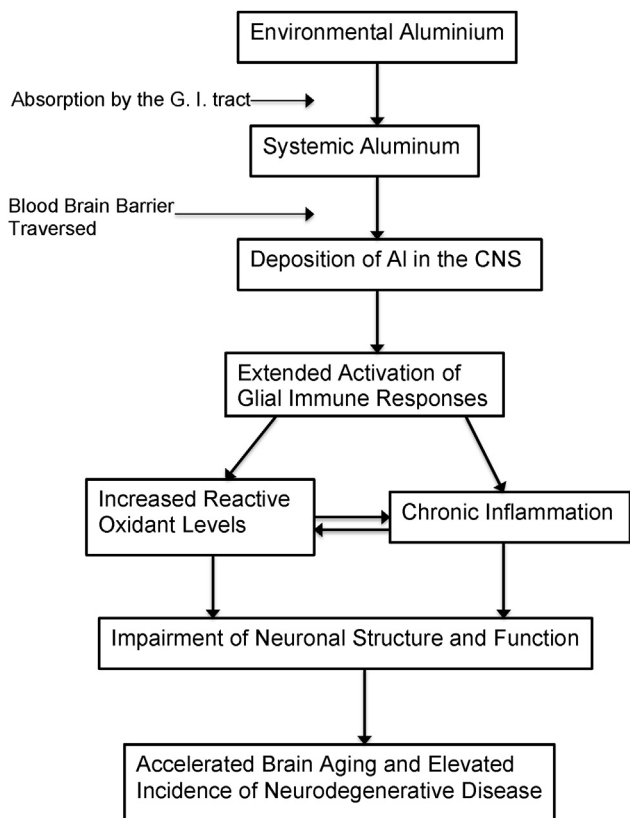 Environmental Aluminium
Absorption by the G. I. tract
Systemic Aluminum
Blood Brain Barrier
Traversed
Deposition of Al in the CNS
Extended Activation of
Glial Immune Responses
Increased Reactive
Oxidant Levels
Chronic Inflammation
Impairment of Neuronal Structure and Function
Accelerated Brain Aging and Elevated
Incidence of Neurodegenerative Disease